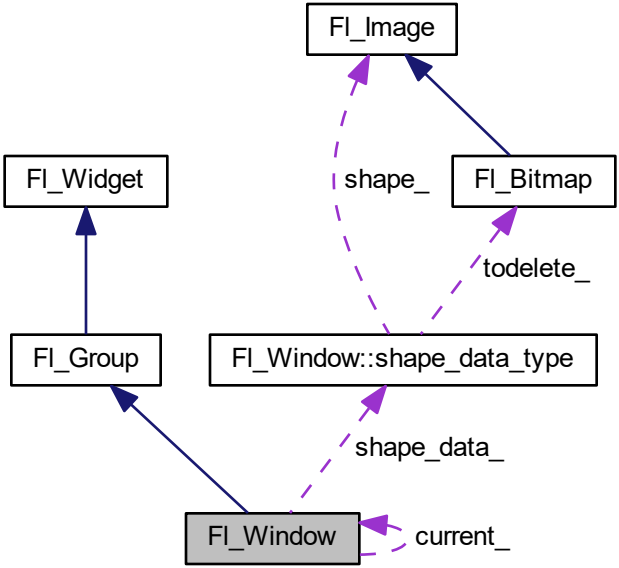 Fl_Image
Fl_Widget
shape_
Fl_Bitmap
todelete_
Fl_Group
Fl_Window::shape_data_type
shape_data_
Fl_Window
current_